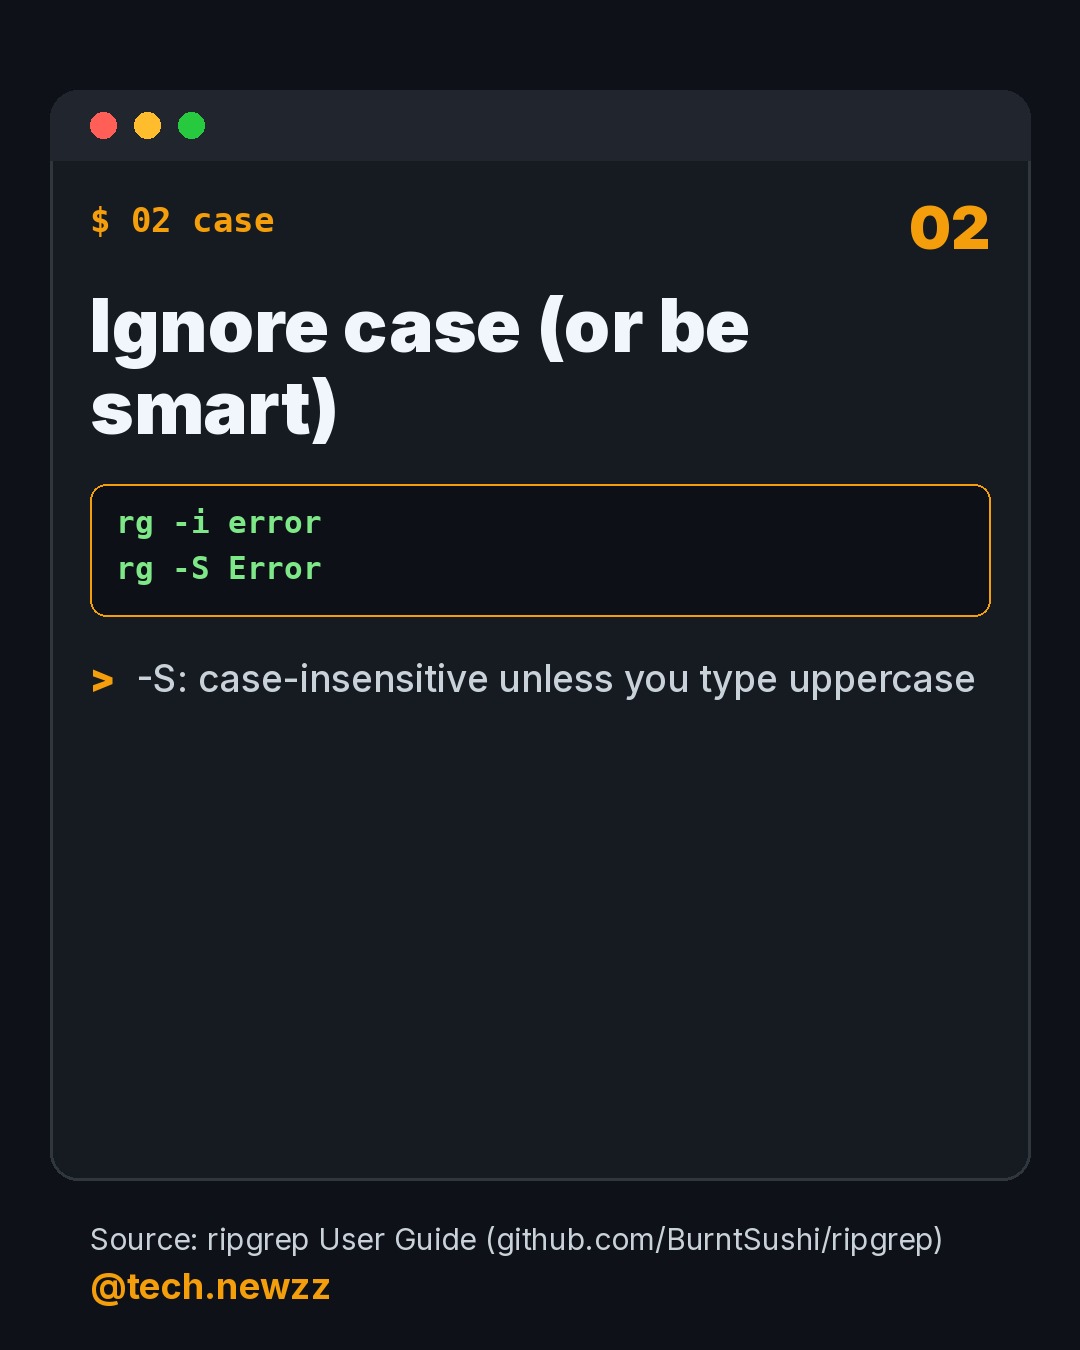 $ 02 case
02
Ignore case (or be
smart)
rg -i error
rg -S Error
> -S: case-insensitive unless you type uppercase
Source: ripgrep User Guide (github.com/BurntSushi/ripgrep)
@tech.newzz